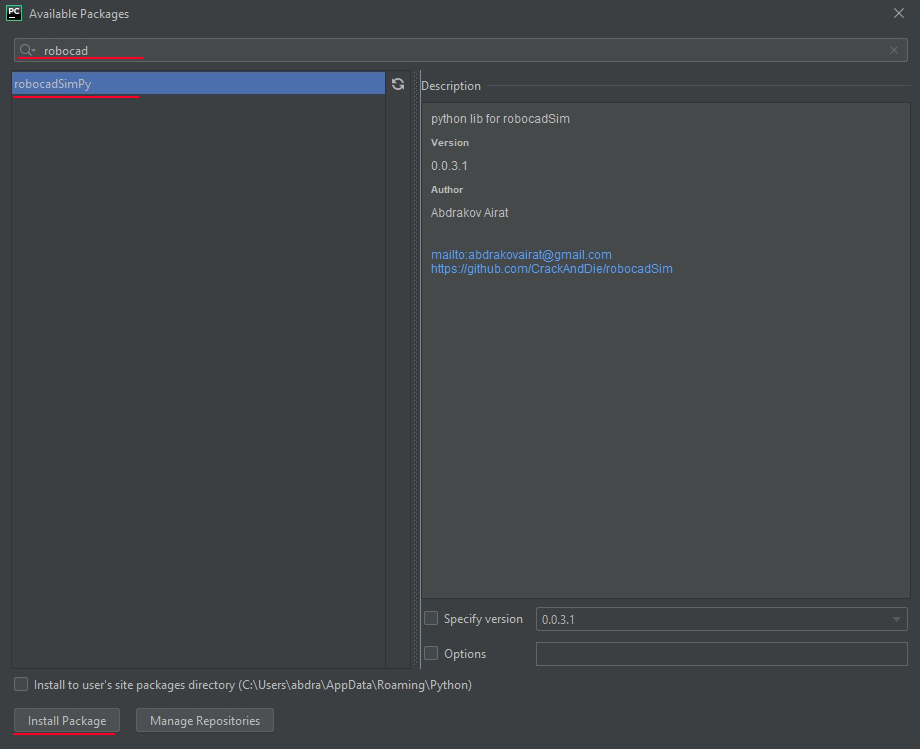 PC Available Packages
robocad
robocadSimPy
Description
python lib for robocadSim
Version
0.0.3.1
Author
Abdrakov Airat
mailto:abdrakovairat@gmail.com
https://github.com/CrackAndDie/robocadSim
Specify version 0.0.3.1
Options
Install to user's site packages directory (C:\Users\abdra\AppData\Roaming\Python)
Install Package Manage Repositories